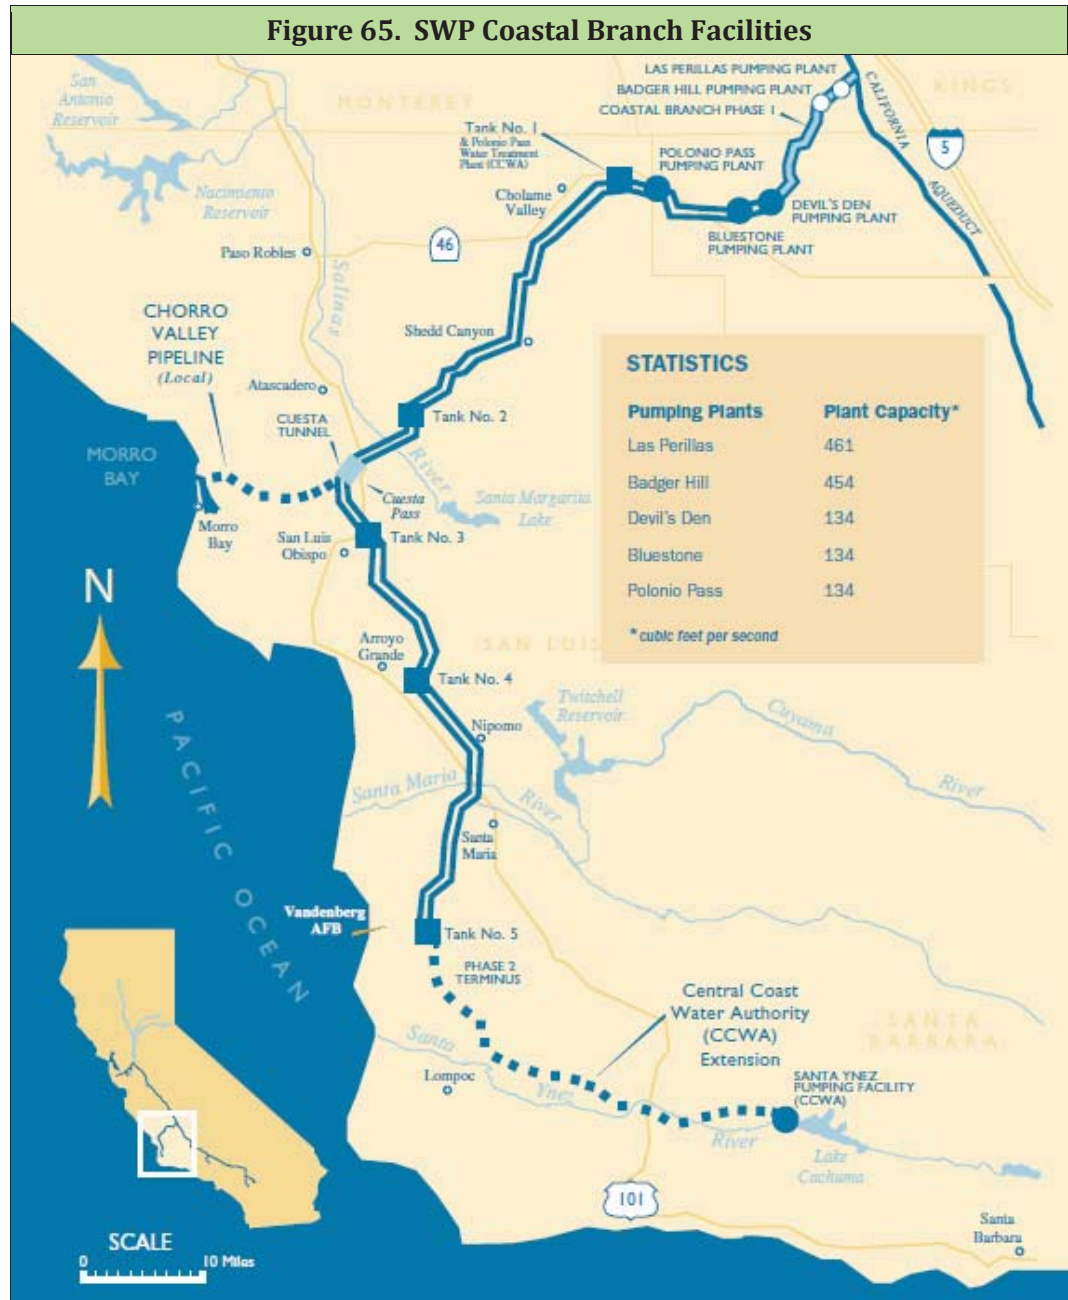 Figure 65.  SWP Coastal Branch Facilities
San
Antonio
Reservoir
MONTEREY
KINGS
LAS PERILLAS PUMPING PLANT
BADGER HILL PUMPING PLANT
COASTAL BRANCH PHASE I
CALIFORNIA
AQUEDUCT
5
Tank No. 1
& Polonio Pass
Water Treatment
Plant (CCWA)
POLONIO PASS
PUMPING PLANT
Cholame
Valley
DEVIL'S DEN
PUMPING PLANT
BLUESTONE
PUMPING PLANT
Nacimiento
Reservoir
Paso Robles
46
Salinas
River
CHORRO
VALLEY
PIPELINE
(Local)
Shedd Canyon
Atascadero
CUESTA
TUNNEL
Tank No. 2
MORRO
BAY
Cuesta
Pass
Santa Margarita
Lake
Morro
Bay
San Luis
Obispo
Tank No. 3
STATISTICS
Pumping Plants Plant Capacity*
Las Perillas 461
Badger Hill 454
Devil's Den 134
Bluestone 134
Polonio Pass 134
*cubic feet per second
N
Arroyo
Grande
SAN LUIS
Tank No. 4
Twitchell
Reservoir
Cuyama
River
Nipomo
PACIFIC OCEAN
Santa Maria
River
Santa
Maria
Vandenberg
AFB
Tank No. 5
PHASE 2
TERMINUS
Central Coast
Water Authority
(CCWA)
Extension
SANTA
BARBARA
Santa
Ynez
River
Lompoc
SANTA YNEZ
PUMPING FACILITY
(CCWA)
Lake
Cachuma
101
Santa
Barbara
SCALE
0 10 Miles